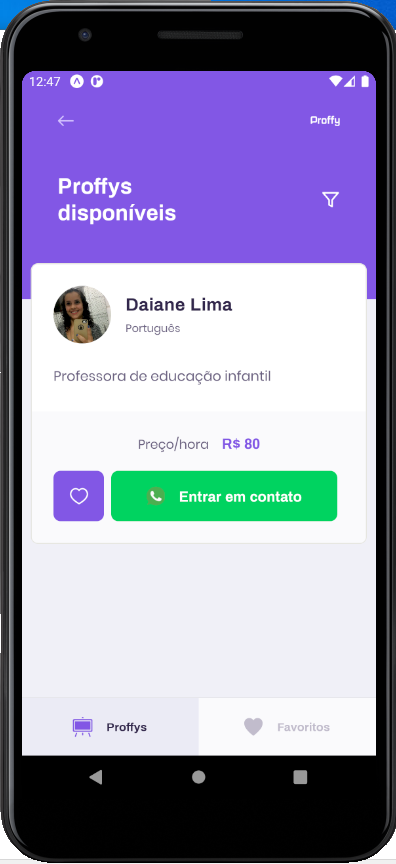 12:47
Proffy
Proffys
disponíveis
Daiane Lima
Português
Professora de educação infantil
Preço/hora R$ 80
Entrar em contato
Proffys
Favoritos